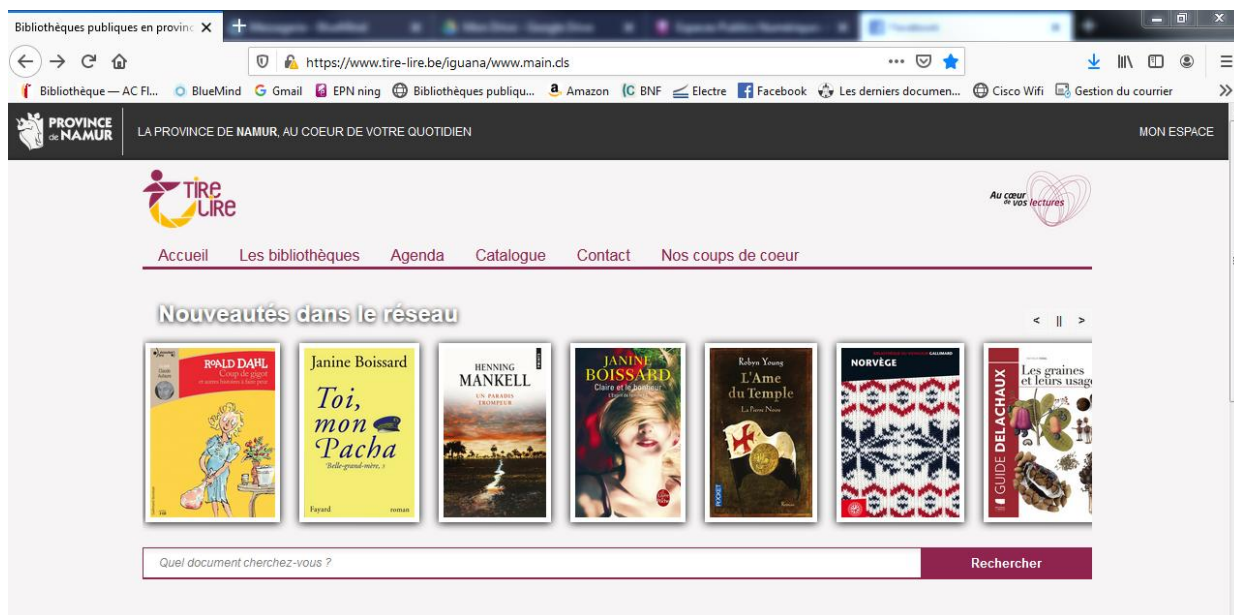 Bibliothèques publiques en provinc
https://www.tire-lire.be/iguana/www.main.cls
Bibliothèque — AC Fl... BlueMind Gmail EPN ning Bibliothèques publiqu... Amazon BNF Electre Facebook Les derniers documen... Cisco Wifi Gestion du courrier
PROVINCE
de NAMUR
LA PROVINCE DE NAMUR, AU COEUR DE VOTRE QUOTIDIEN
MON ESPACE
TIRE
LIRE
Au cœur
de vos lectures
Accueil Les bibliothèques Agenda Catalogue Contact Nos coups de coeur
Nouveautés dans le réseau
< || >
ROALD DAHL
Coup de gigot
et autres histoires à faire peur
Janine Boissard
Toi,
mon
Pacha
Belle-grand-mère, 3
Fayard roman
HENNING
MANKELL
UN PARADIS
TROMPEUR
JANINE
BOISSARD
Claire et le bonheur
Robyn Young
L'Ame
du Temple
La Pierre Noire
POCKET
Roman
GALLIMARD
NORVÈGE
GUIDE DELACHAUX
Les graines
et leurs usage
Quel document cherchez-vous ?
Rechercher